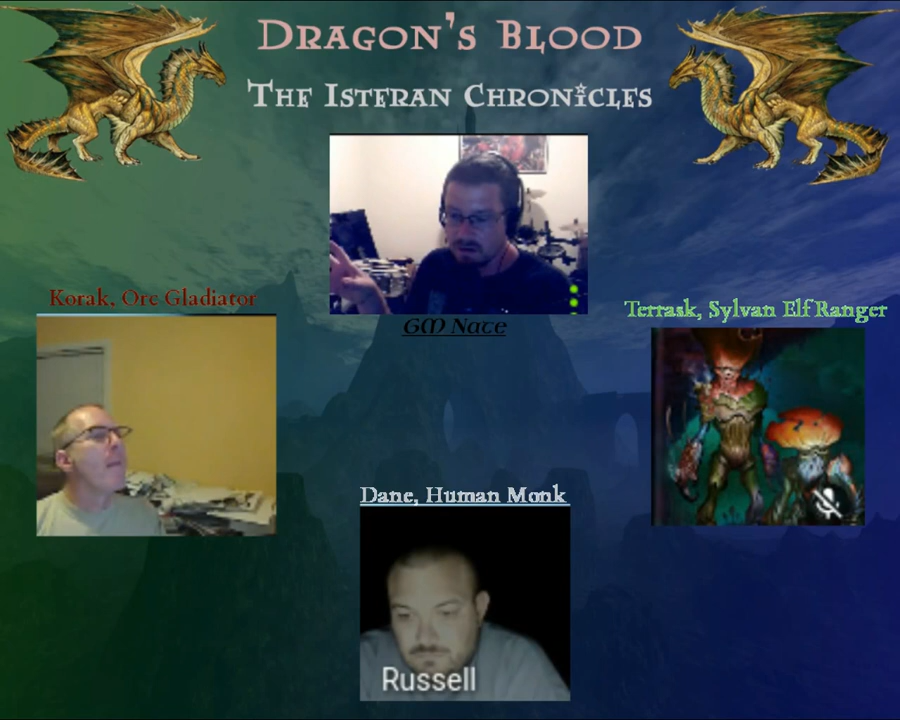 Dragon's Blood
The Isteran Chronicles
Korak, Orc Gladiator
GM Nate
Terrask, Sylvan Elf Ranger
Dane, Human Monk
Russell